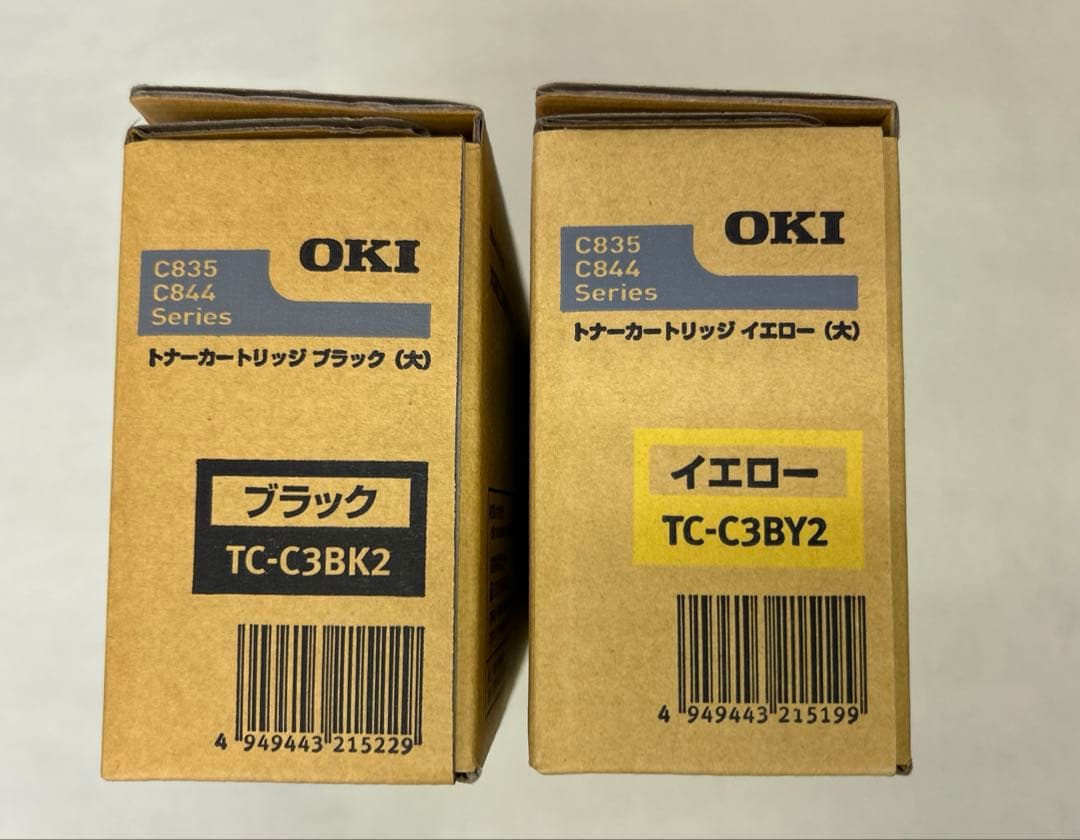 OKI
C835
C844
Series
トナーカートリッジ ブラック（大）
ブラック
TC-C3BK2
4 949443 215229
OKI
C835
C844
Series
トナーカートリッジ イエロー（大）
イエロー
TC-C3BY2
4 949443 215199